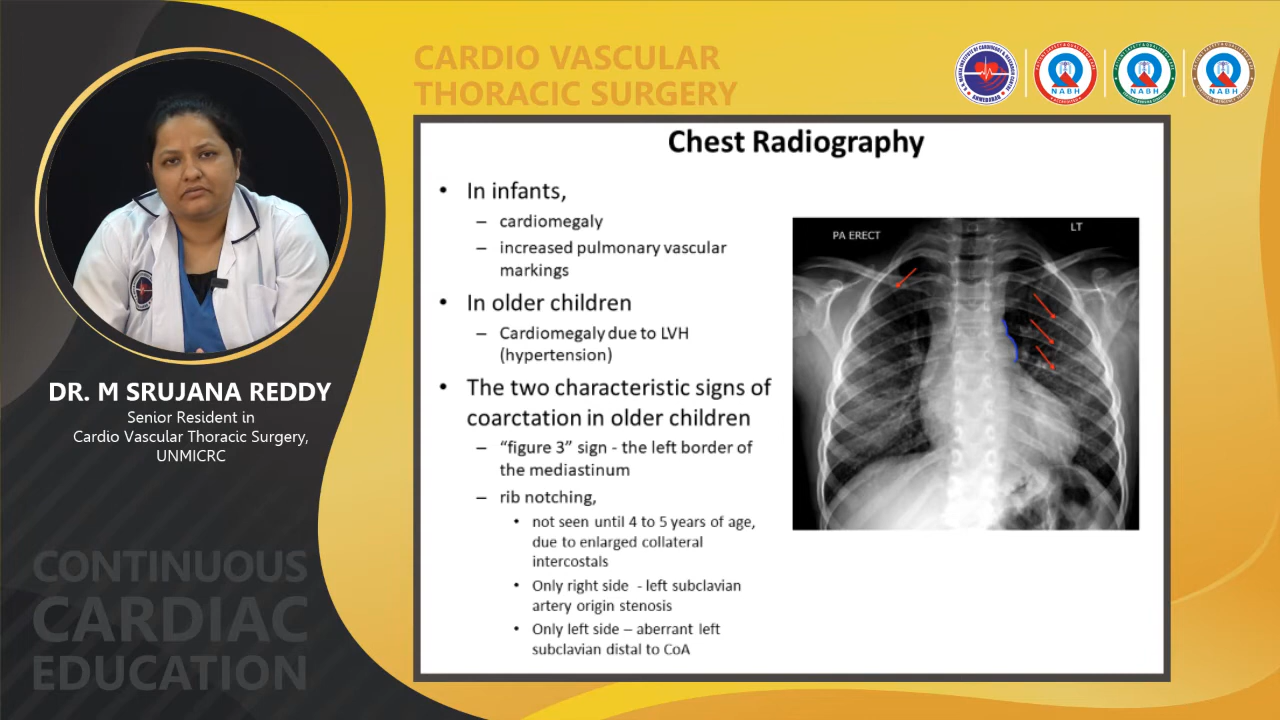 CARDIO VASCULAR
THORACIC SURGERY
NABH
NABH
NABH
Chest Radiography
• In infants,
– cardiomegaly
– increased pulmonary vascular
markings
• In older children
– Cardiomegaly due to LVH
(hypertension)
• The two characteristic signs of
coarctation in older children
– “figure 3” sign - the left border of
the mediastinum
– rib notching,
• not seen until 4 to 5 years of age,
due to enlarged collateral
intercostals
• Only right side - left subclavian
artery origin stenosis
• Only left side – aberrant left
subclavian distal to CoA
PA ERECT
LT
DR. M SRUJANA REDDY
Senior Resident in
Cardio Vascular Thoracic Surgery,
UNMICRC
CONTINUOUS
CARDIAC
EDUCATION